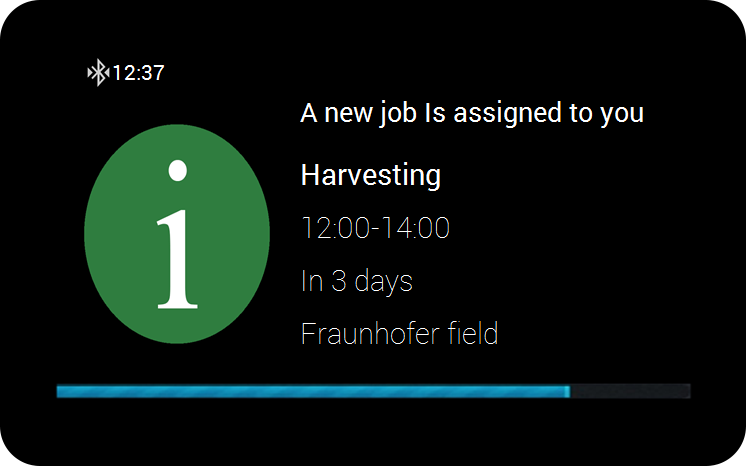 12:37
A new job Is assigned to you
i
Harvesting
12:00-14:00
In 3 days
Fraunhofer field